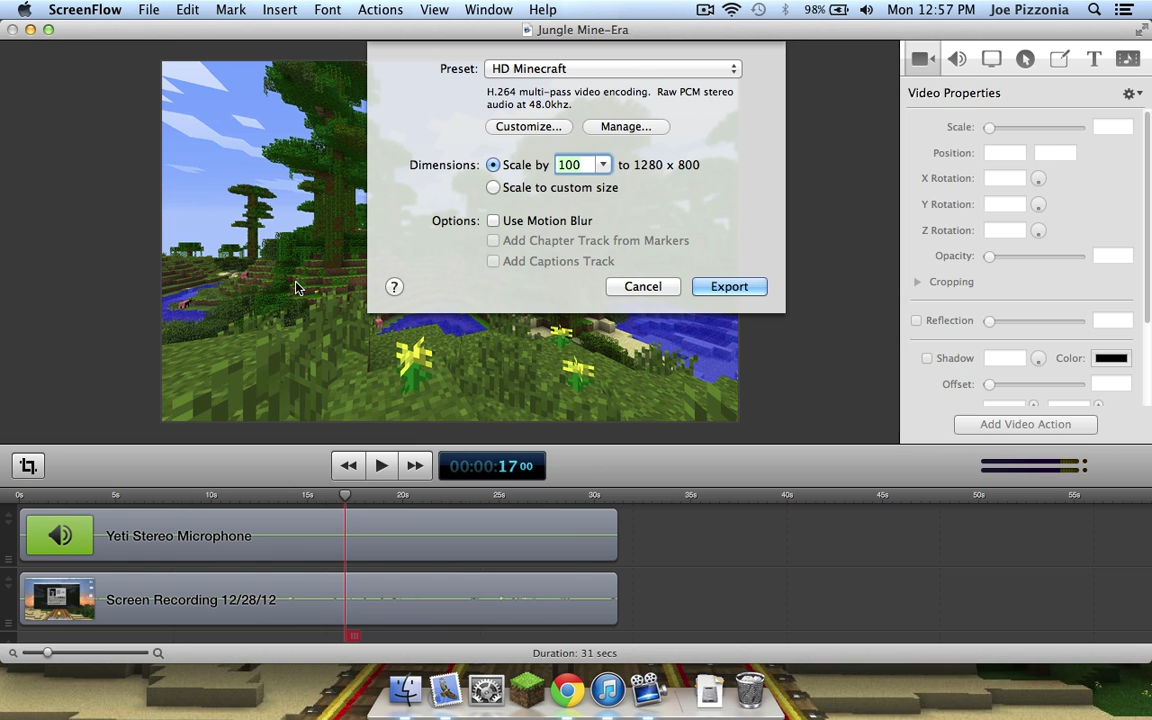 ScreenFlow File Edit Mark Insert Font Actions View Window Help 98% Mon 12:57 PM Joe Pizzonia
Jungle Mine-Era
Preset: HD Minecraft
H.264 multi-pass video encoding. Raw PCM stereo
audio at 48.0khz.
Customize... Manage...
Dimensions: Scale by 100 to 1280 x 800
Scale to custom size
Options: Use Motion Blur
Add Chapter Track from Markers
Add Captions Track
? Cancel Export
T
Video Properties
Scale:
Position:
X Rotation:
Y Rotation:
Z Rotation:
Opacity:
Cropping
Reflection
Shadow Color:
Offset:
Add Video Action
00:00:17 00
0s 5s 10s 15s 20s 25s 30s 35s 40s 45s 50s 55s
Yeti Stereo Microphone
Screen Recording 12/28/12
Duration: 31 secs